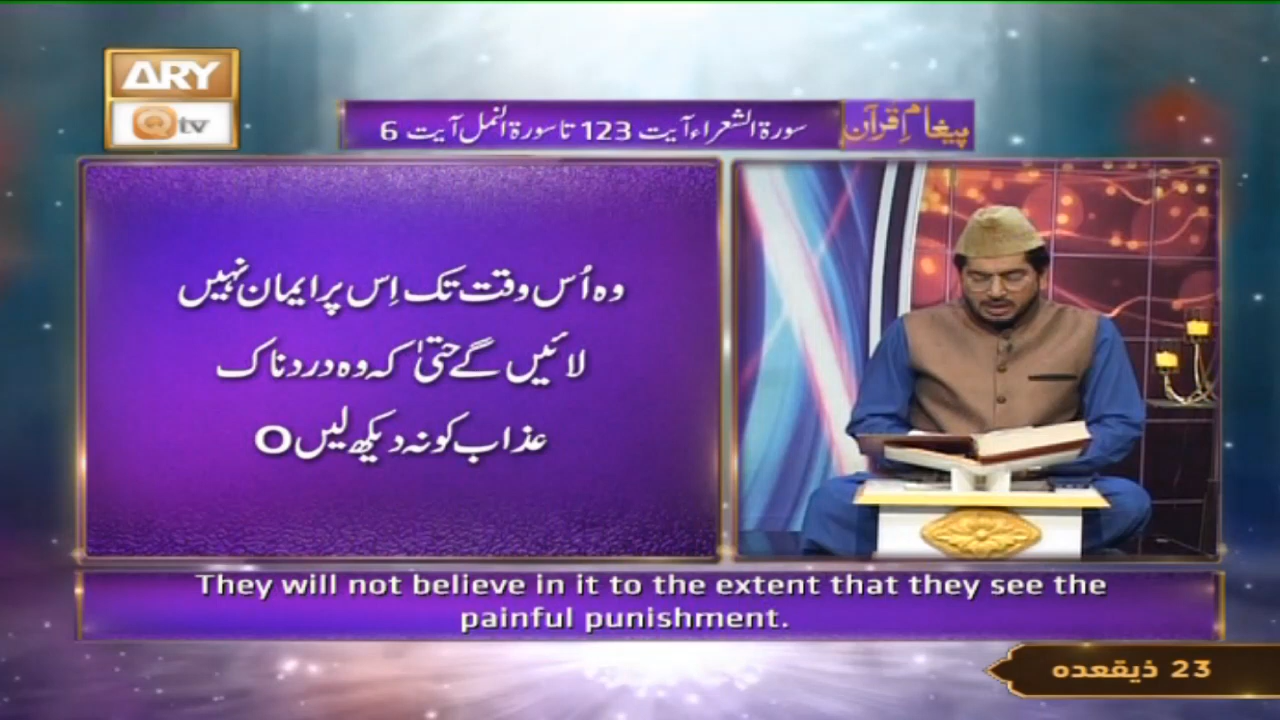 ARY
Qtv
پیغامِ قرآن
سورۃ الشعراء آیت 123 تا سورۃ النمل آیت 6
وہ اُس وقت تک اِس پر ایمان نہیں
لائیں گے حتیٰ کہ وہ دردناک
عذاب کو نہ دیکھ لیں O
They will not believe in it to the extent that they see the
painful punishment.
23 ذیقعدہ